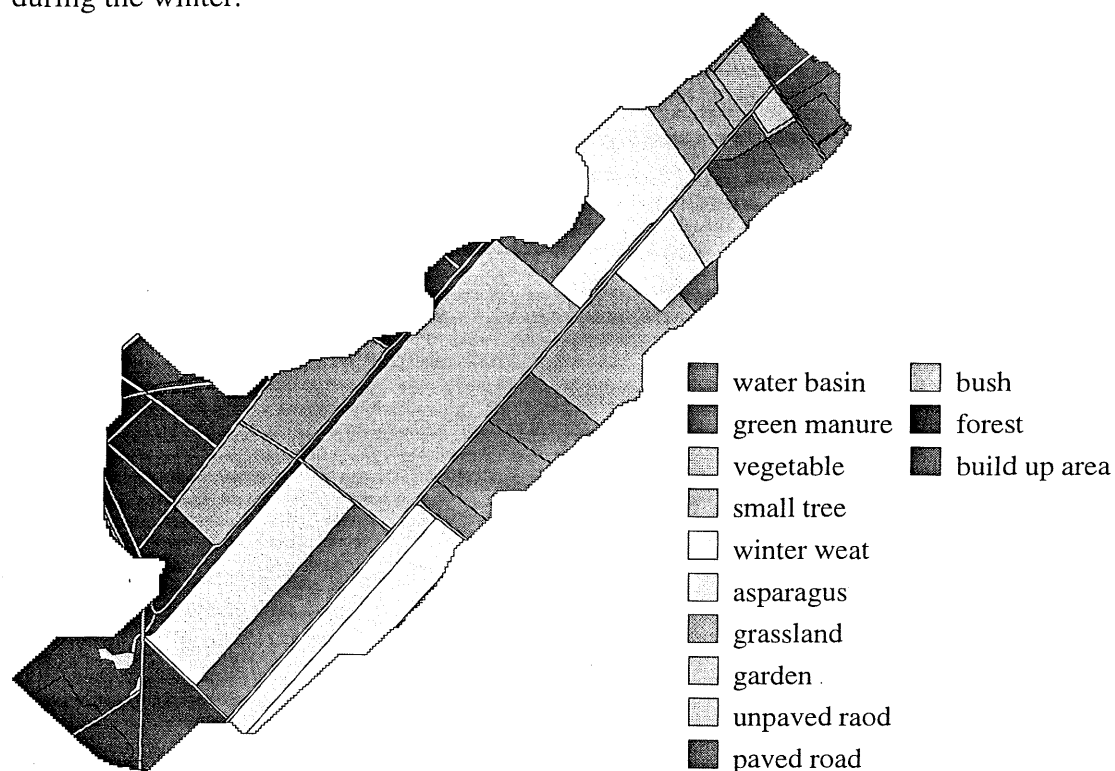 during the winter.
water basin
green manure
vegetable
small tree
winter weat
asparagus
grassland
garden
unpaved raod
paved road
bush
forest
build up area